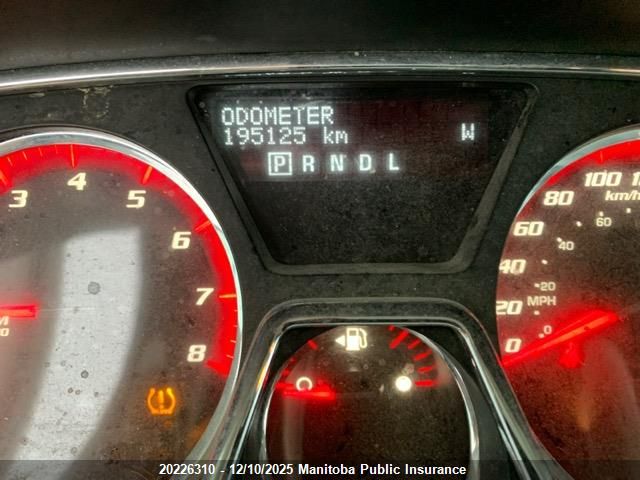 ODOMETER
195125 km W
P R N D L
3 4 5 6 7 8
20 40 60 80 100
km/h
0 20 40 60
MPH
0
20226310 - 12/10/2025 Manitoba Public Insurance